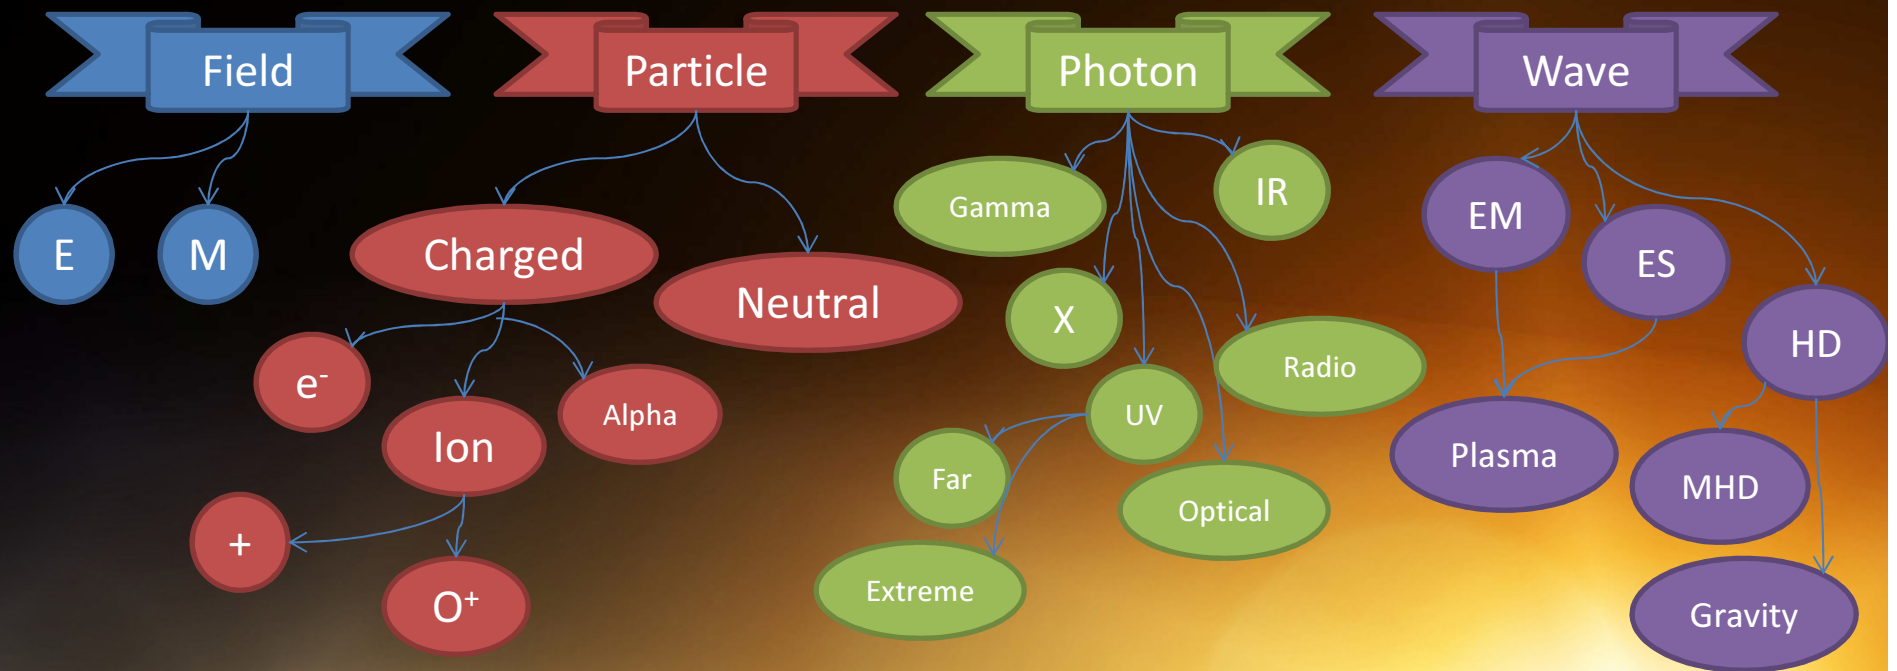 Field
Particle
Photon
Wave
E
M
Charged
Neutral
e⁻
Ion
Alpha
+
O⁺
Gamma
IR
X
Radio
UV
Far
Optical
Extreme
EM
ES
HD
Plasma
MHD
Gravity